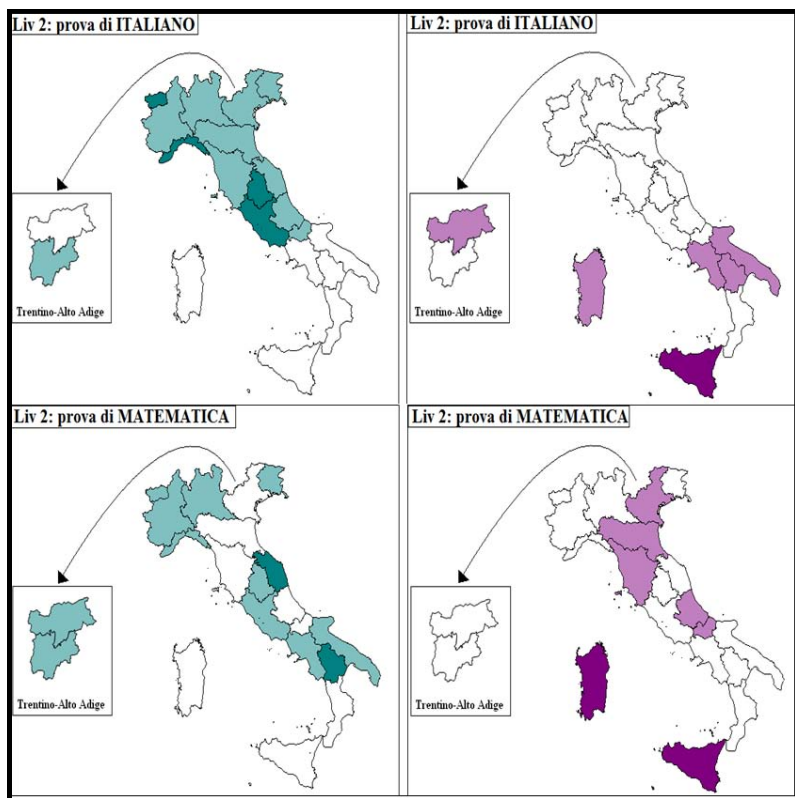 Liv 2: prova di ITALIANO
Liv 2: prova di ITALIANO
Trentino-Alto Adige
Trentino-Alto Adige
Liv 2: prova di MATEMATICA
Liv 2: prova di MATEMATICA
Trentino-Alto Adige
Trentino-Alto Adige